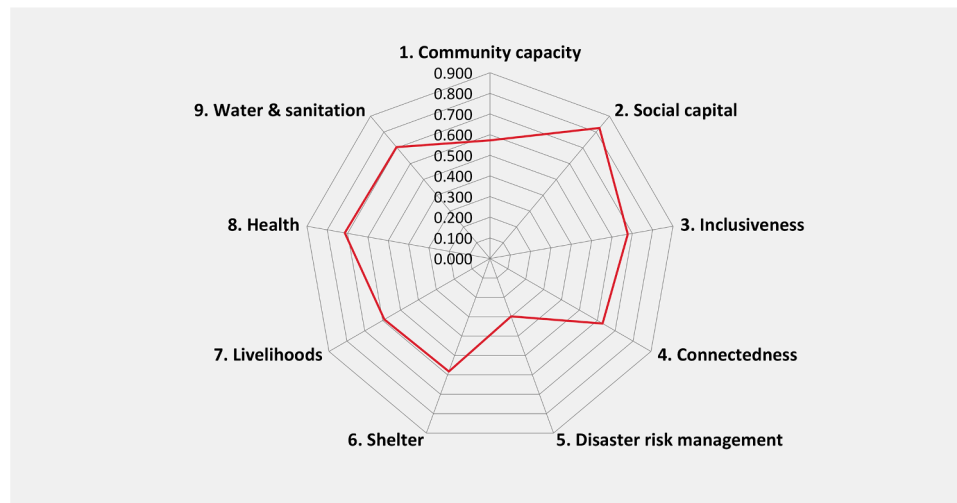 1. Community capacity
0.900
0.800
0.700
0.600
0.500
0.400
0.300
0.200
0.100
0.000
2. Social capital
3. Inclusiveness
4. Connectedness
5. Disaster risk management
6. Shelter
7. Livelihoods
8. Health
9. Water & sanitation